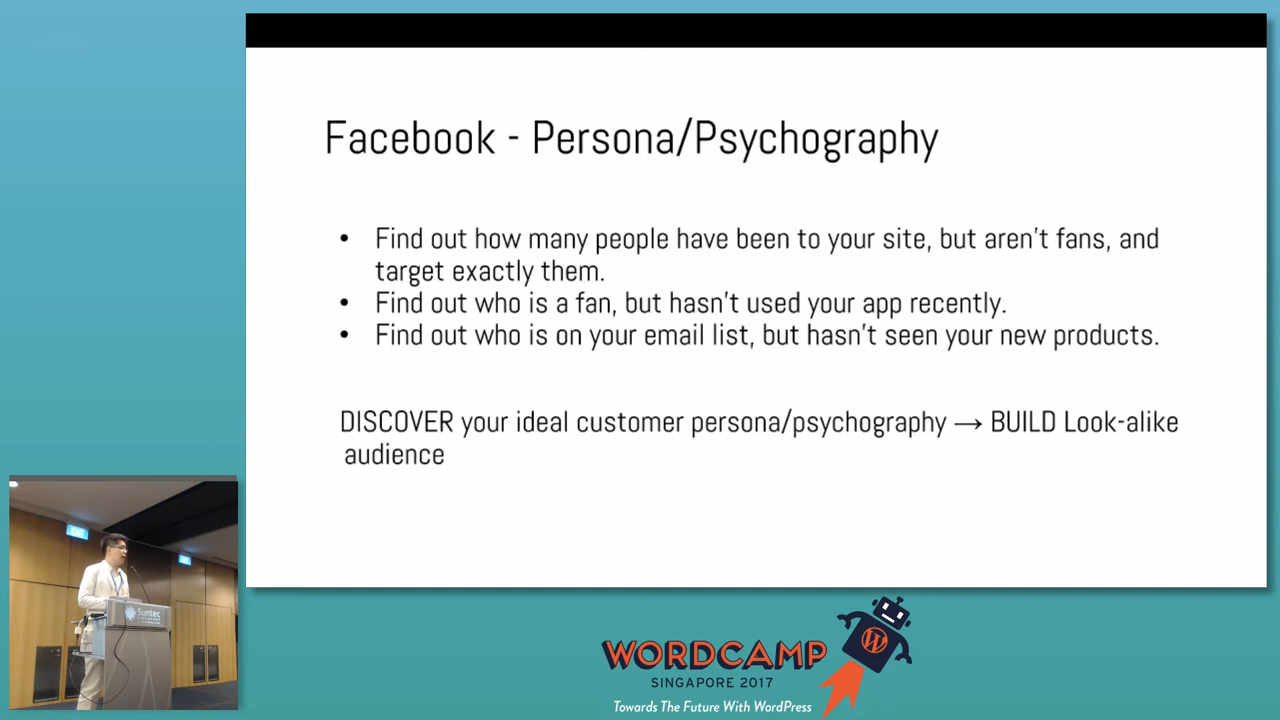 Facebook - Persona/Psychography
• Find out how many people have been to your site, but aren't fans, and
target exactly them.
• Find out who is a fan, but hasn't used your app recently.
• Find out who is on your email list, but hasn't seen your new products.
DISCOVER your ideal customer persona/psychography → BUILD Look-alike
audience
EXIT
Suntec
WORDCAMP
SINGAPORE 2017
Towards The Future With WordPress